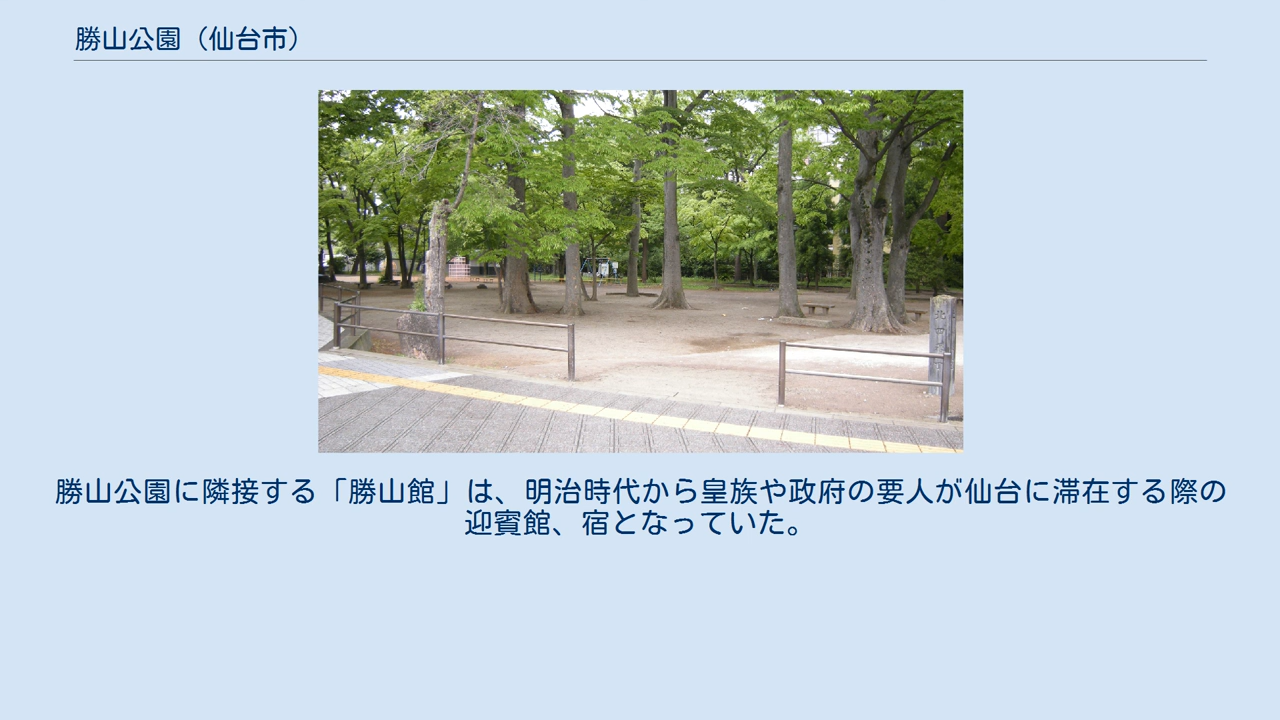 勝山公園（仙台市）
勝山公園に隣接する「勝山館」は、明治時代から皇族や政府の要人が仙台に滞在する際の
迎賓館、宿となっていた。